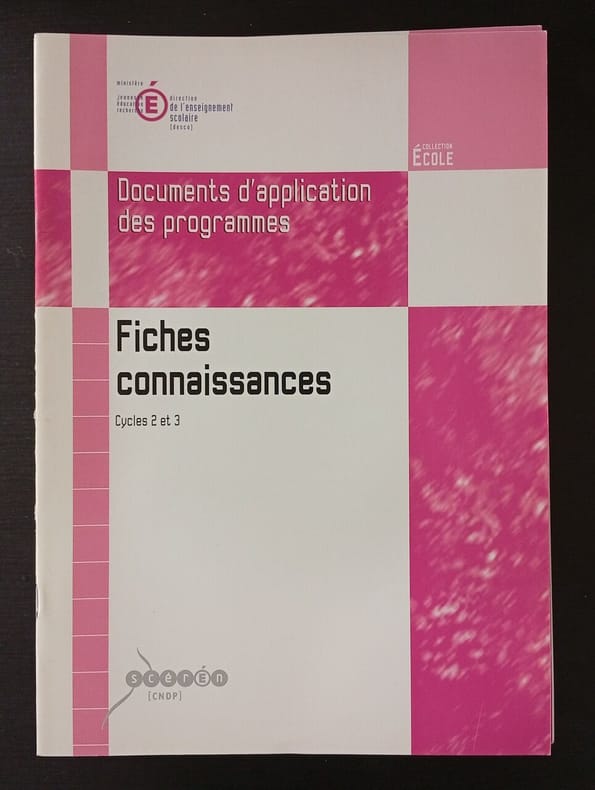 ministère
jeunesse
éducation
recherche
É
direction
de l'enseignement
scolaire
[desco]
COLLECTION
ÉCOLE
Documents d'application
des programmes
Fiches
connaissances
Cycles 2 et 3
scérÉn
[CNDP]